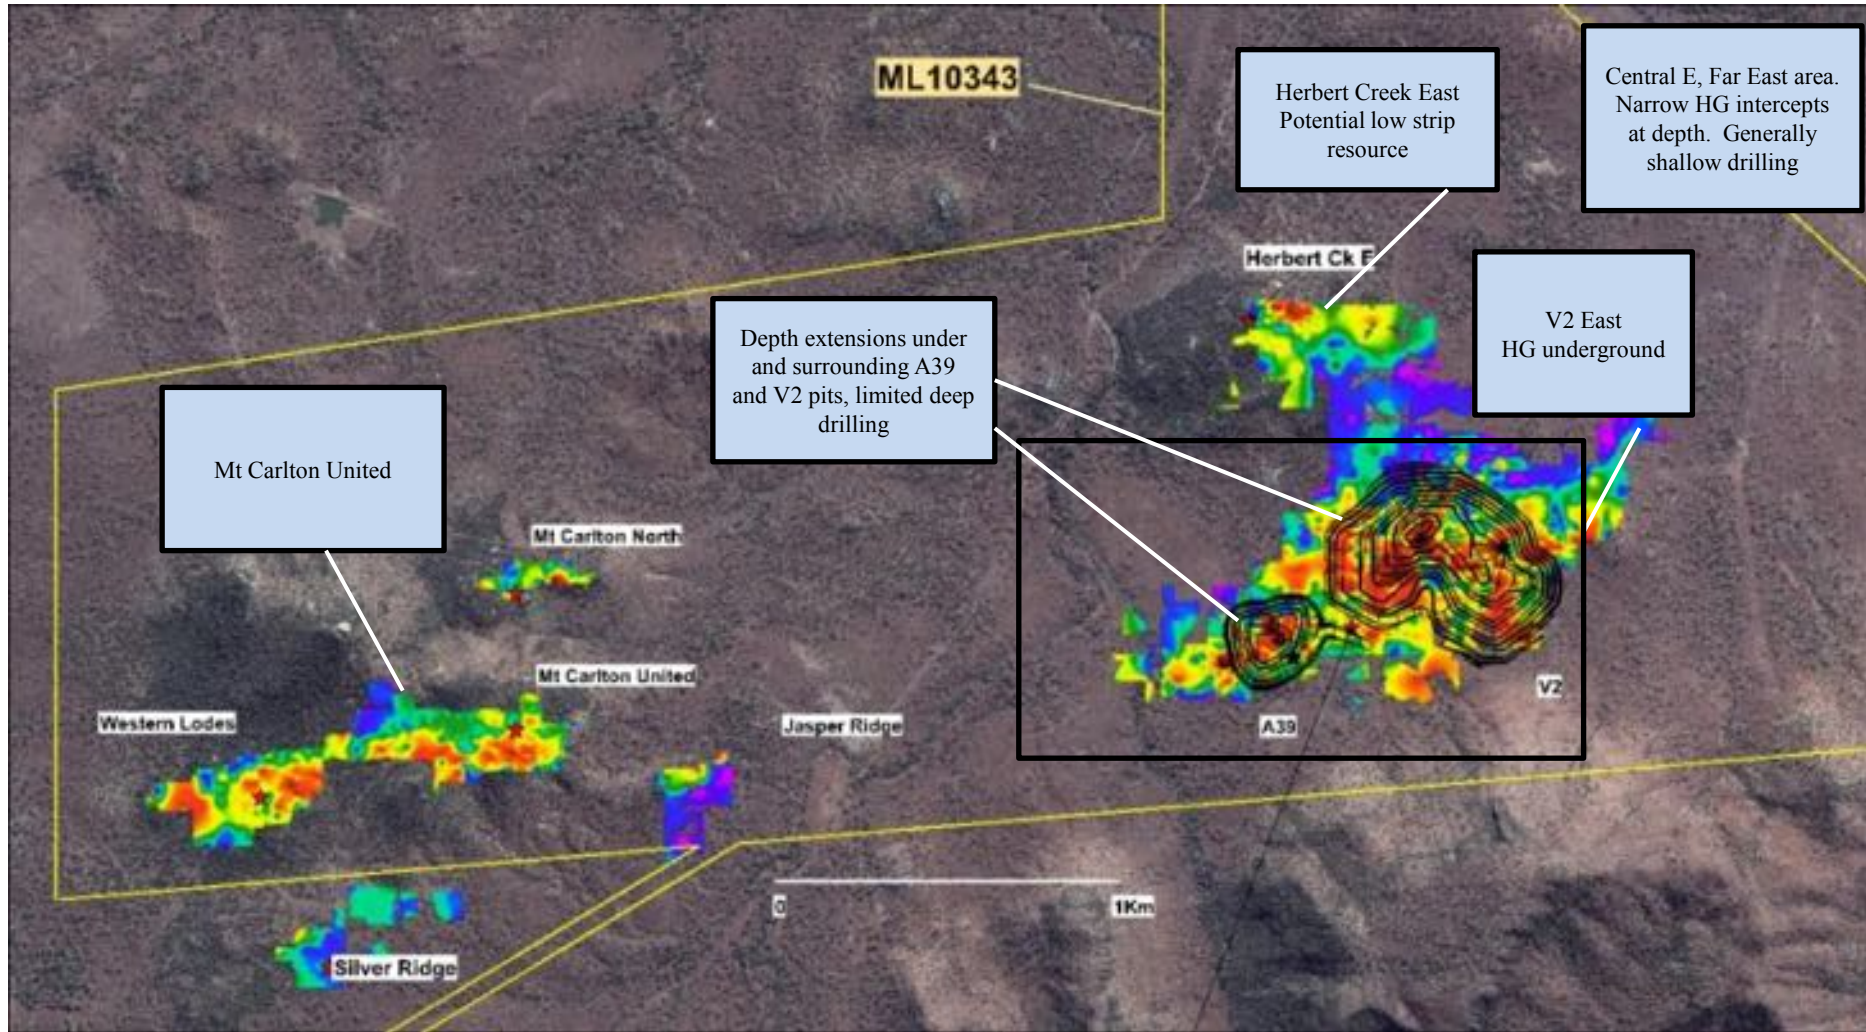 ML10343
Herbert Creek East
Potential low strip
resource
Central E, Far East area.
Narrow HG intercepts
at depth.  Generally
shallow drilling
Herbert Ck E
V2 East
HG underground
Depth extensions under
and surrounding A39
and V2 pits, limited deep
drilling
Mt Carlton United
Mt Carlton North
Mt Carlton United
Western Lodes
Jasper Ridge
V2
A39
0
1Km
Silver Ridge